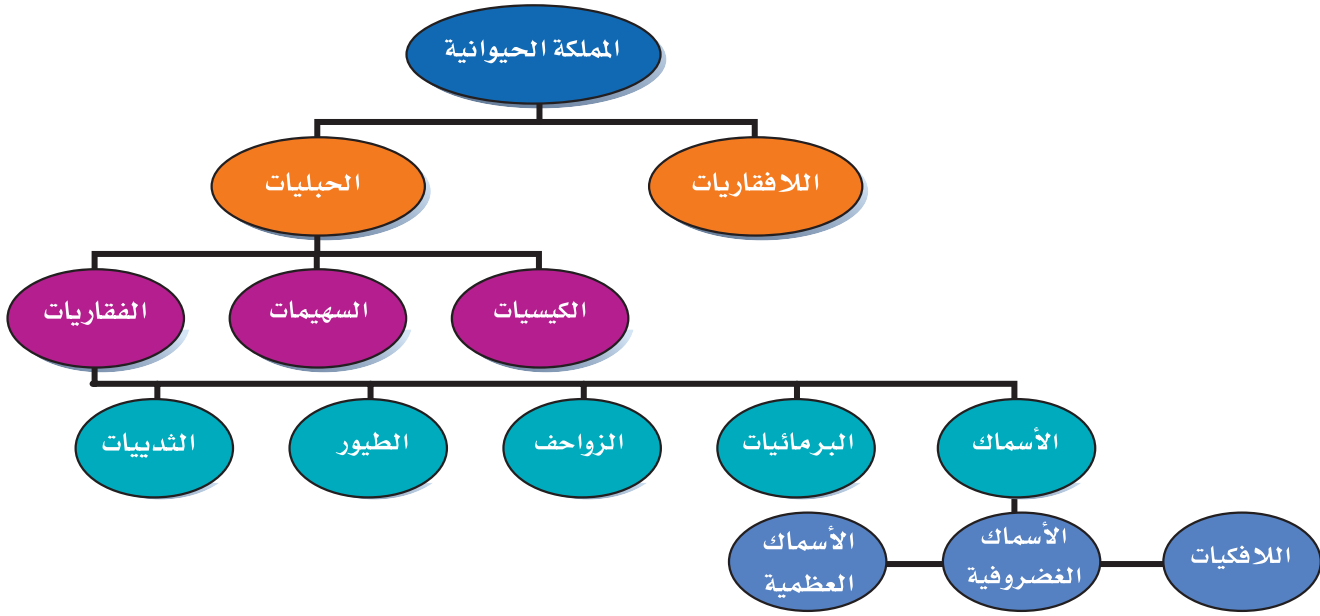 المملكة الحيوانية
اللافقاريات
الحبليات
الكيسيات
السهيمات
الفقاريات
الأسماك
البرمائيات
الزواحف
الطيور
الثدييات
اللافكيات
الأسماك
الغضروفية
الأسماك
العظمية